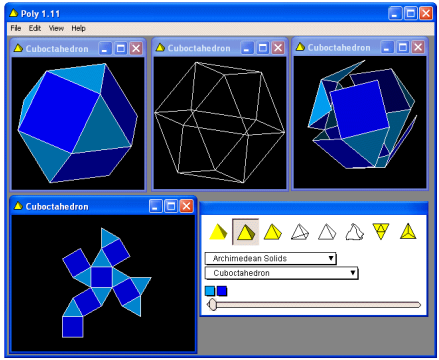 Poly 1.11
File Edit View Help
Cuboctahedron
Cuboctahedron
Cuboctahedron
Cuboctahedron
Archimedean Solids
Cuboctahedron